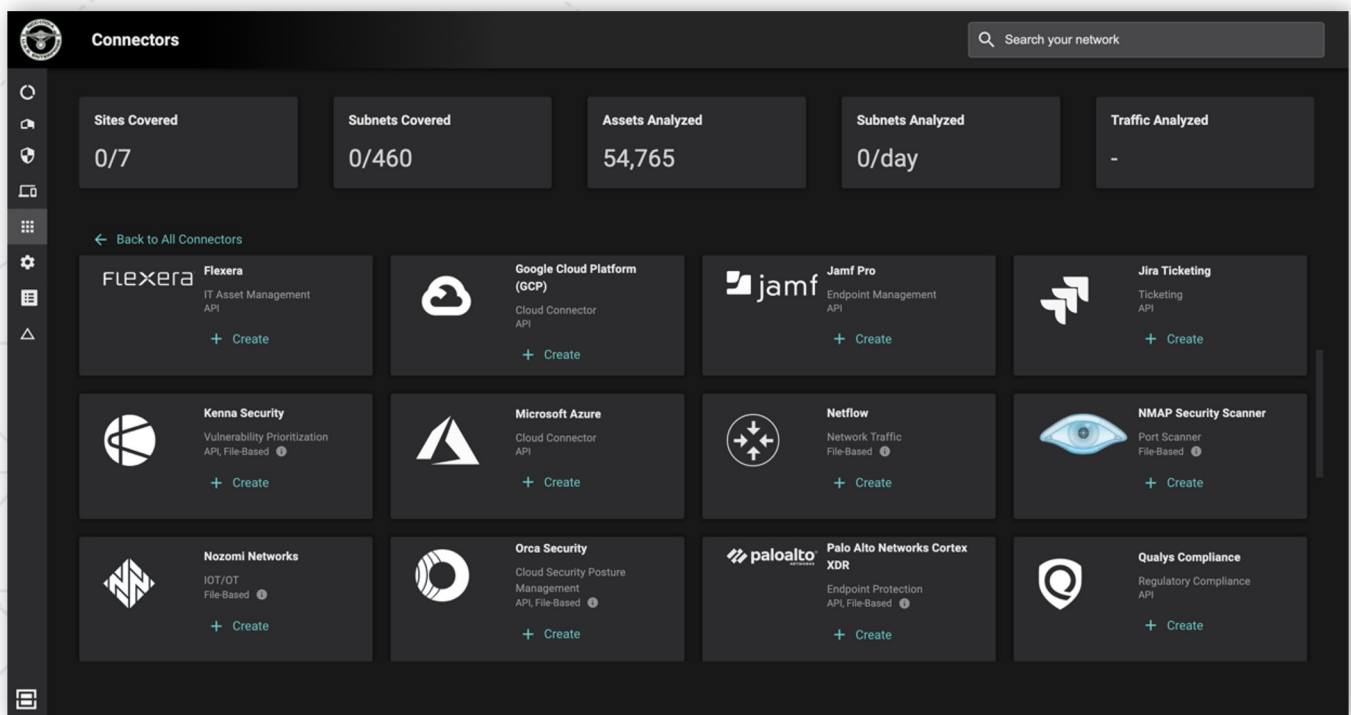 Connectors
Search your network
Sites Covered
0/7
Subnets Covered
0/460
Assets Analyzed
54,765
Subnets Analyzed
0/day
Traffic Analyzed
-
Back to All Connectors
FLEXERA
Flexera
IT Asset Management
API
+ Create
Google Cloud Platform
(GCP)
Cloud Connector
API
+ Create
jamf
Jamf Pro
Endpoint Management
API
+ Create
Jira Ticketing
Ticketing
API
+ Create
Kenna Security
Vulnerability Prioritization
API, File-Based
+ Create
Microsoft Azure
Cloud Connector
API
+ Create
Netflow
Network Traffic
File-Based
+ Create
NMAP Security Scanner
Port Scanner
File-Based
+ Create
Nozomi Networks
IOT/OT
File-Based
+ Create
Orca Security
Cloud Security Posture
Management
API, File-Based
+ Create
paloalto
NETWORKS
Palo Alto Networks Cortex
XDR
Endpoint Protection
API, File-Based
+ Create
Qualys Compliance
Regulatory Compliance
API
+ Create